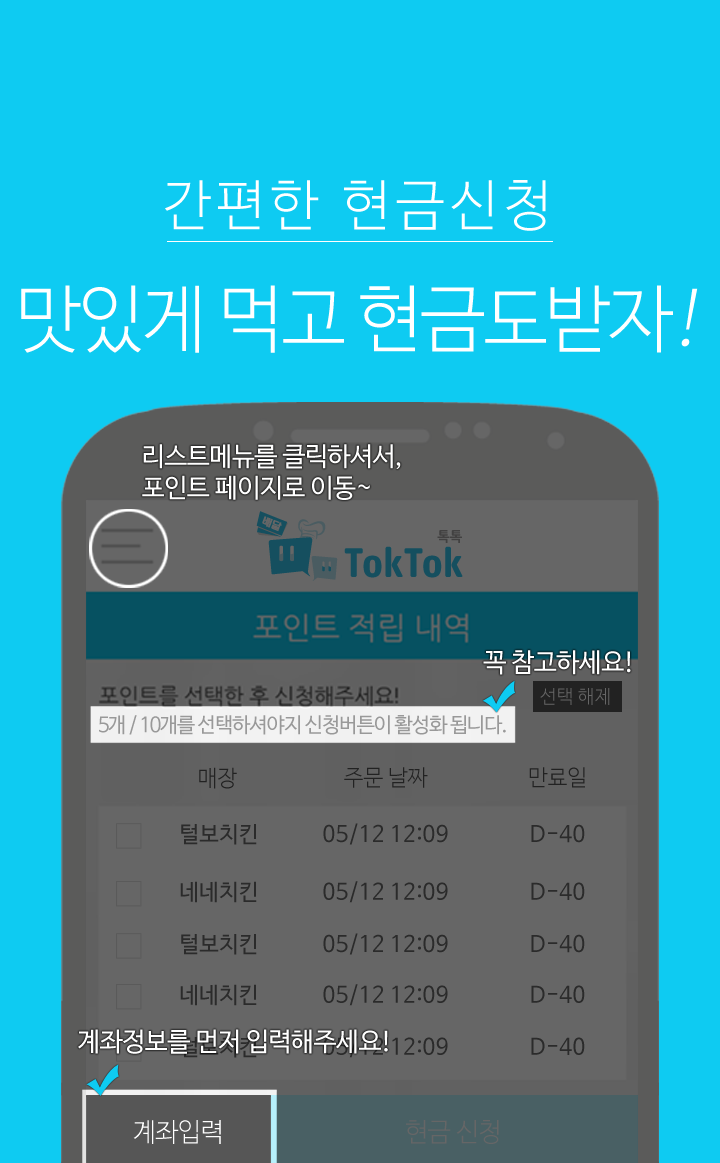 간편한 현금신청
맛있게 먹고 현금도받자!
리스트메뉴를 클릭하셔서,
포인트 페이지로 이동~
배달
톡톡
TokTok
포인트 적립 내역
꼭 참고하세요!
포인트를 선택한 후 신청해주세요!
선택 해제
5개 / 10개를 선택하셔야지 신청버튼이 활성화 됩니다.
매장 주문 날짜 만료일
털보치킨 05/12 12:09 D-40
네네치킨 05/12 12:09 D-40
털보치킨 05/12 12:09 D-40
네네치킨 05/12 12:09 D-40
계좌정보를 먼저 입력해주세요!
털보치킨 05/12 12:09 D-40
계좌입력 현금 신청